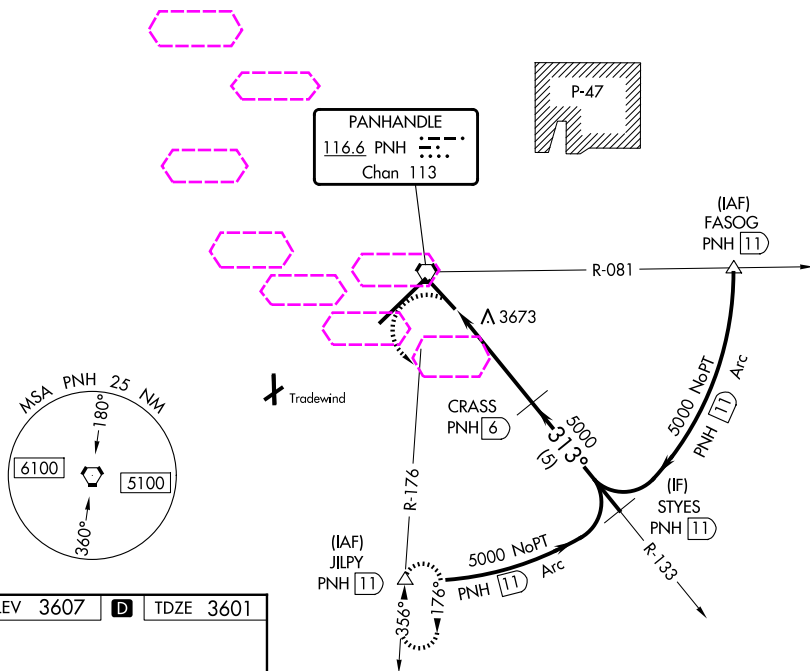 P-47
PANHANDLE
116.6 PNH
Chan 113
(IAF)
FASOG
PNH 11
R-081
3673
Tradewind
MSA PNH 25 NM
180°
6100
5100
360°
CRASS
PNH 6
5000
313°
(5)
5000 NoPT
PNH 11 Arc
(IF)
STYES
PNH 11
R-133
R-176
(IAF)
JILPY
PNH 11
5000 NoPT
PNH 11 Arc
356°
176°
EV 3607 D TDZE 3601